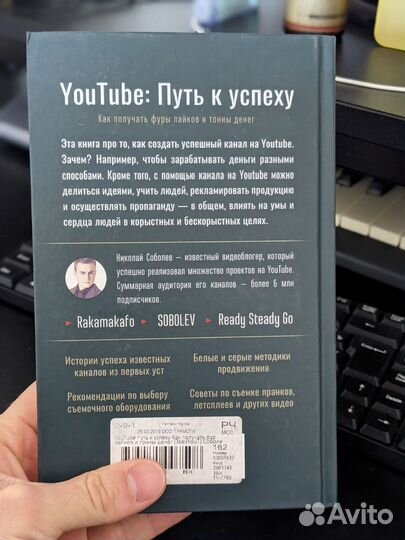 YouTube: Путь к успеху
Как получать фуры лайков и тонны денег
Эта книга про то, как создать успешный канал на Youtube.
Зачем? Например, чтобы зарабатывать деньги разными
способами. Кроме того, с помощью канала на Youtube можно
делиться идеями, учить людей, рекламировать продукцию
и осуществлять пропаганду — в общем, влиять на умы и
сердца людей в корыстных и бескорыстных целях.
Николай Соболев – известный видеоблогер, который
успешно реализовал множество проектов на YouTube.
Суммарная аудитория его каналов – более 6 млн
подписчиков.
Rakamakafo SOBOLEV Ready Steady Go
Истории успеха известных
каналов из первых уст
Белые и серые методики
продвижения
Рекомендации по выбору
съемочного оборудования
Советы по съемке пранков,
летсплеев и других видео
РЧ
МОС
162
Avito